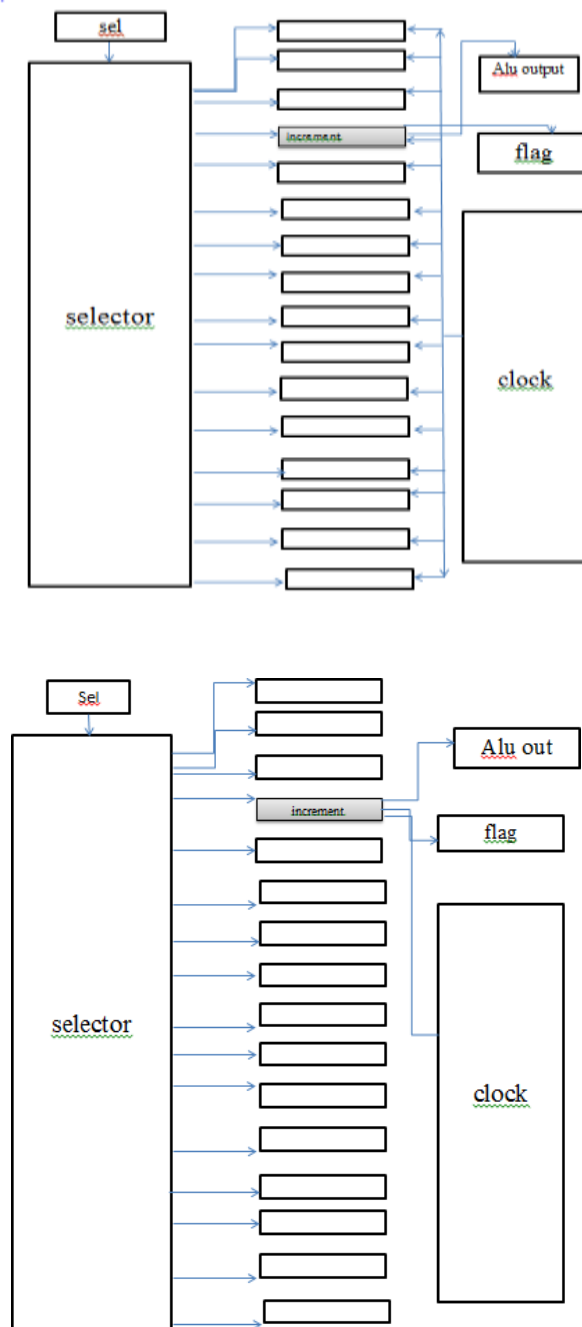 sel
Alu output
increment
flag
selector
clock
Sel
Alu out
increment
flag
selector
clock